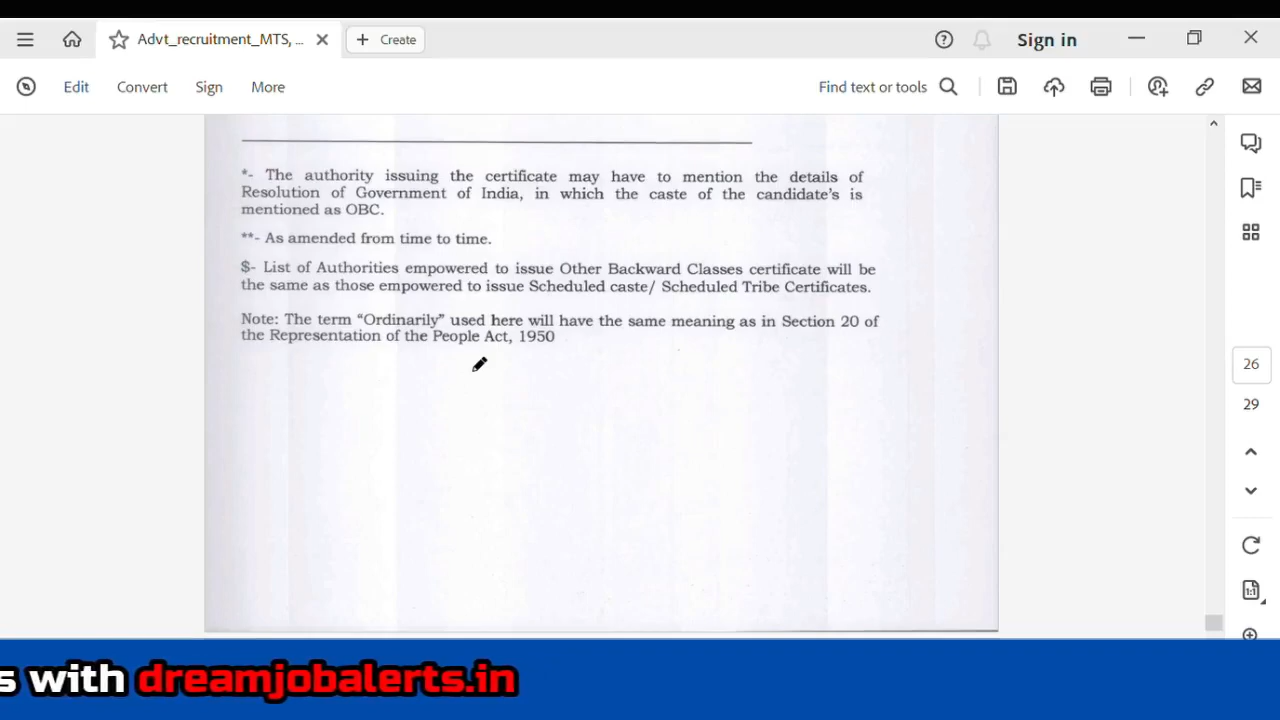 Advt_recruitment_MTS, ...
Create
Sign in
Edit
Convert
Sign
More
Find text or tools
*- The authority issuing the certificate may have to mention the details of
Resolution of Government of India, in which the caste of the candidate's is
mentioned as OBC.
**- As amended from time to time.
$- List of Authorities empowered to issue Other Backward Classes certificate will be
the same as those empowered to issue Scheduled caste/ Scheduled Tribe Certificates.
Note: The term “Ordinarily” used here will have the same meaning as in Section 20 of
the Representation of the People Act, 1950
26
29
1:1
s with dreamjobalerts.in